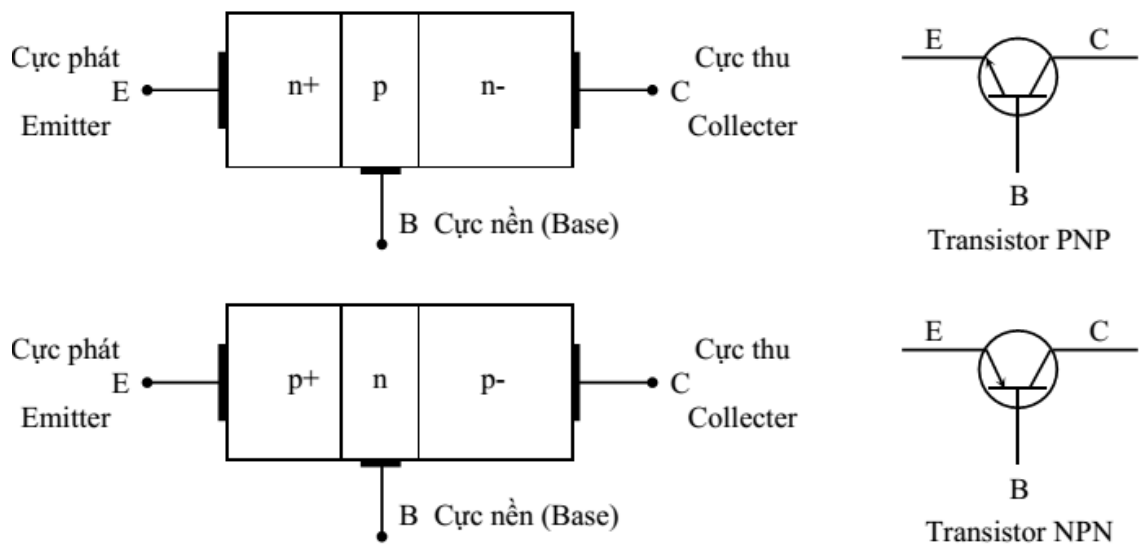 Cực phát
E
Emitter
n+ p n-
Cực thu
C
Collecter
B Cực nền (Base)
E C
B
Transistor PNP
Cực phát
E
Emitter
p+ n p-
Cực thu
C
Collecter
B Cực nền (Base)
E C
B
Transistor NPN